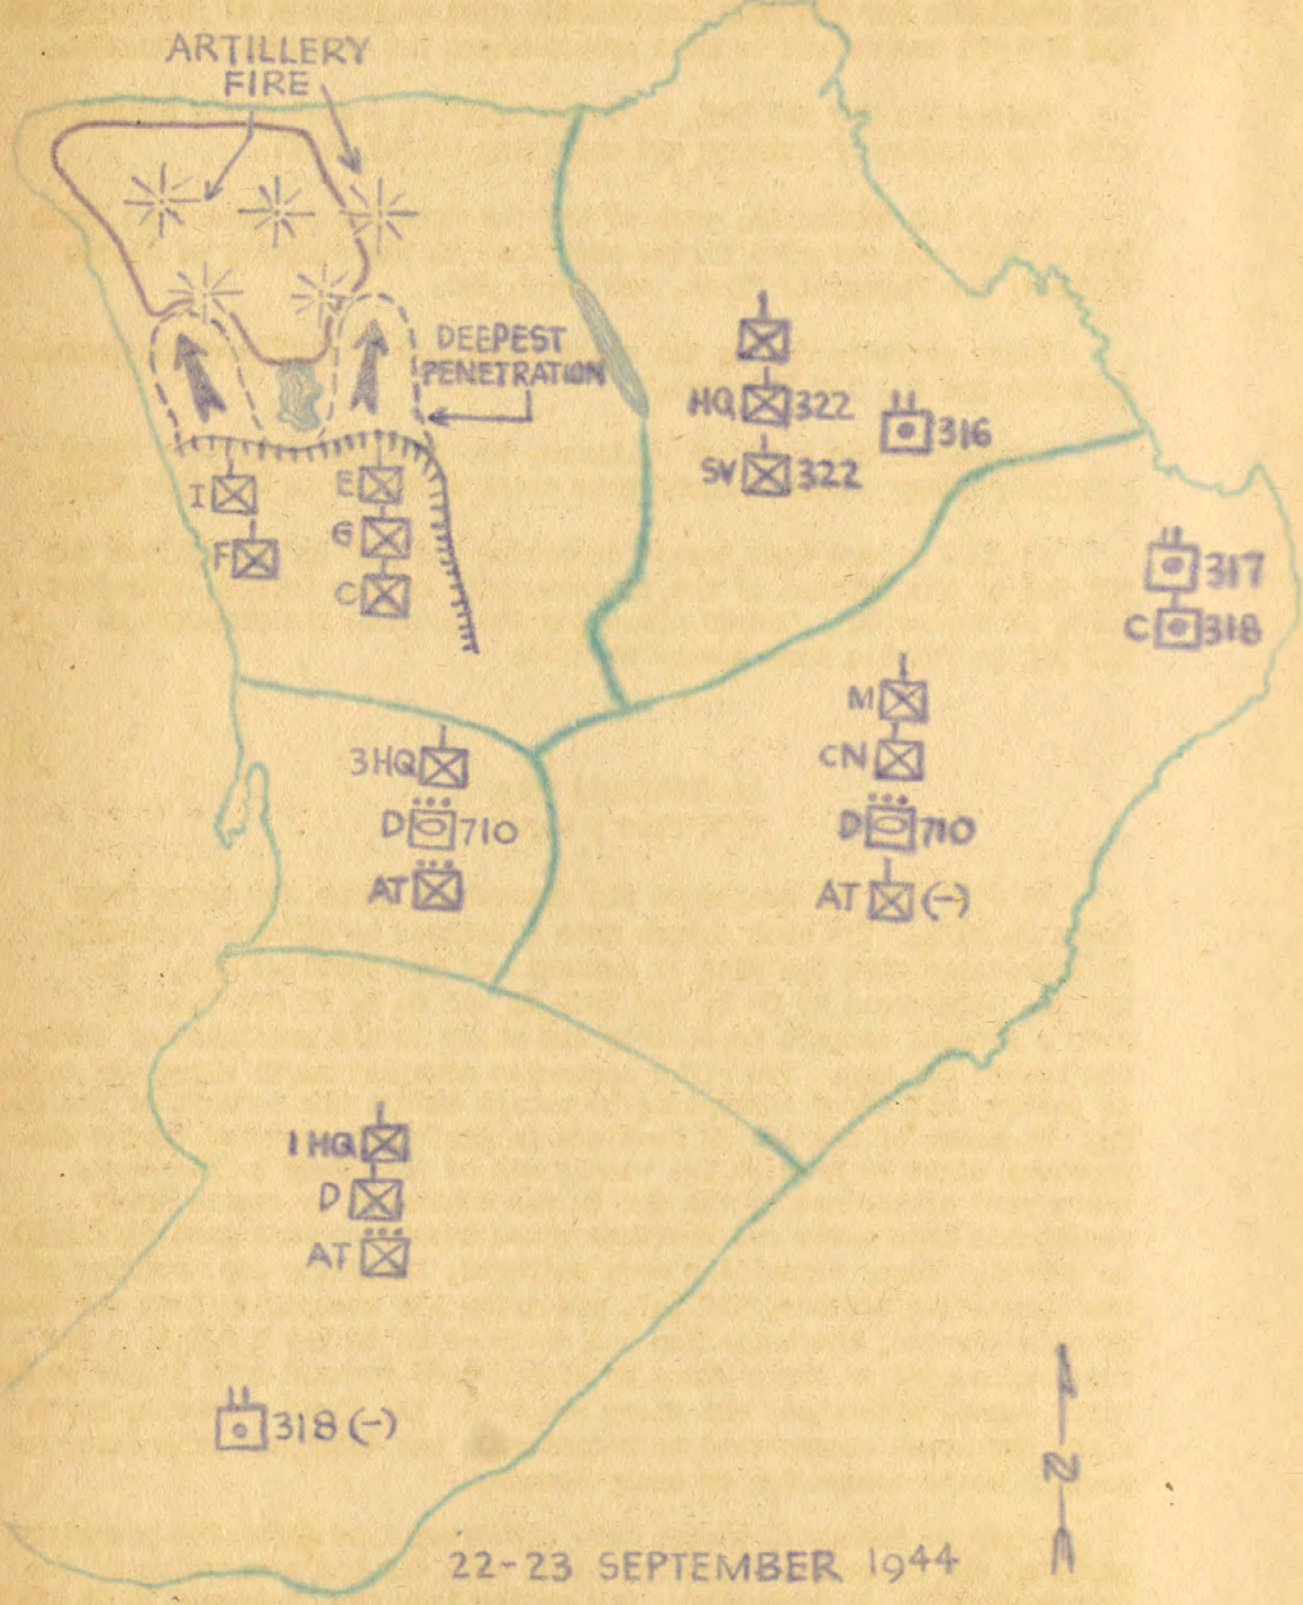 ARTILLERY
FIRE
DEEPEST
PENETRATION
HQ 322
SV 322
316
I
E
F
G
C
317
C 318
M
CN
D 710
AT (-)
3HQ
D 710
AT
1 HQ
D
AT
318 (-)
N
22-23 SEPTEMBER 1944